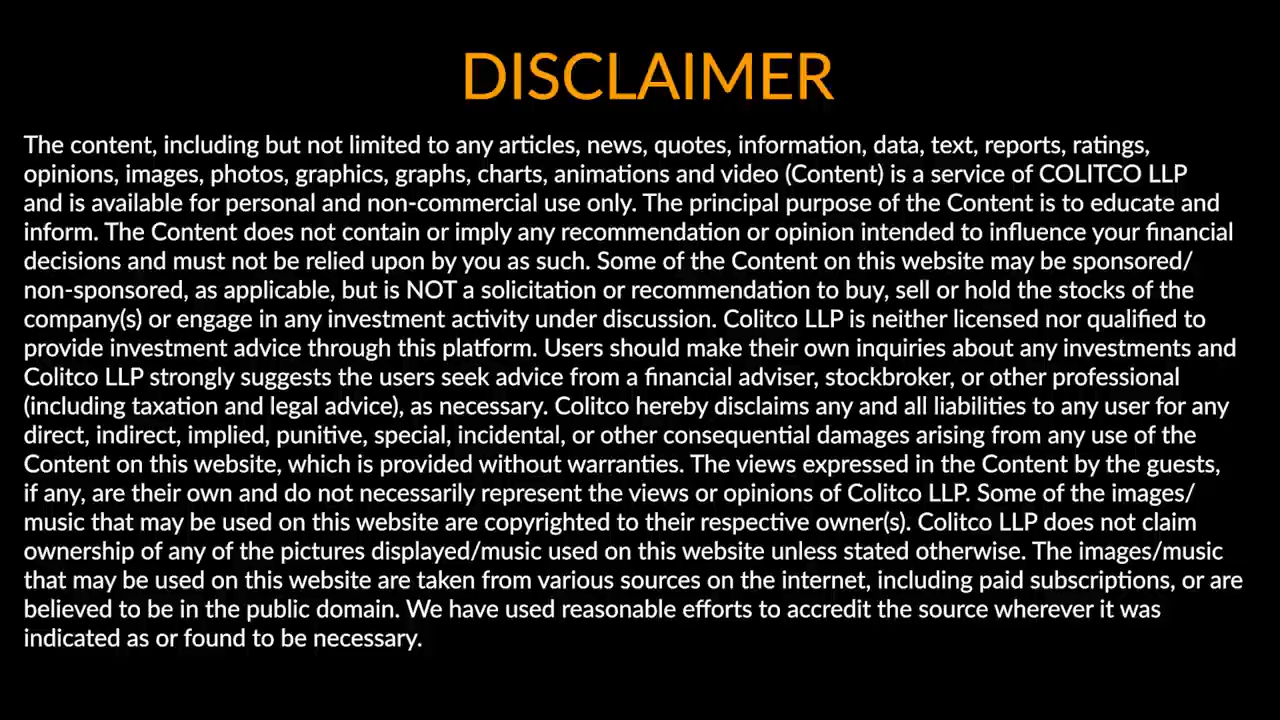 DISCLAIMER
The content, including but not limited to any articles, news, quotes, information, data, text, reports, ratings,
opinions, images, photos, graphics, graphs, charts, animations and video (Content) is a service of COLITCO LLP
and is available for personal and non-commercial use only. The principal purpose of the Content is to educate and
inform. The Content does not contain or imply any recommendation or opinion intended to influence your financial
decisions and must not be relied upon by you as such. Some of the Content on this website may be sponsored/
non-sponsored, as applicable, but is NOT a solicitation or recommendation to buy, sell or hold the stocks of the
company(s) or engage in any investment activity under discussion. Colitco LLP is neither licensed nor qualified to
provide investment advice through this platform. Users should make their own inquiries about any investments and
Colitco LLP strongly suggests the users seek advice from a financial adviser, stockbroker, or other professional
(including taxation and legal advice), as necessary. Colitco hereby disclaims any and all liabilities to any user for any
direct, indirect, implied, punitive, special, incidental, or other consequential damages arising from any use of the
Content on this website, which is provided without warranties. The views expressed in the Content by the guests,
if any, are their own and do not necessarily represent the views or opinions of Colitco LLP. Some of the images/
music that may be used on this website are copyrighted to their respective owner(s). Colitco LLP does not claim
ownership of any of the pictures displayed/music used on this website unless stated otherwise. The images/music
that may be used on this website are taken from various sources on the internet, including paid subscriptions, or are
believed to be in the public domain. We have used reasonable efforts to accredit the source wherever it was
indicated as or found to be necessary.